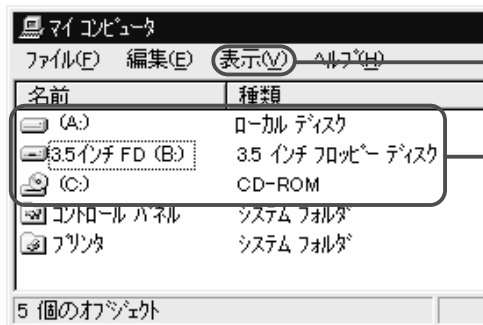 マイ コンピュータ
ファイル(F) 編集(E) 表示(V) ヘルプ(H)
名前 種類
(A:) ローカル ディスク
3.5インチ FD (B:) 3.5 インチ フロッピー ディスク
(C:) CD-ROM
コントロール パネル システム フォルダ
プリンタ システム フォルダ
5 個のオブジェクト